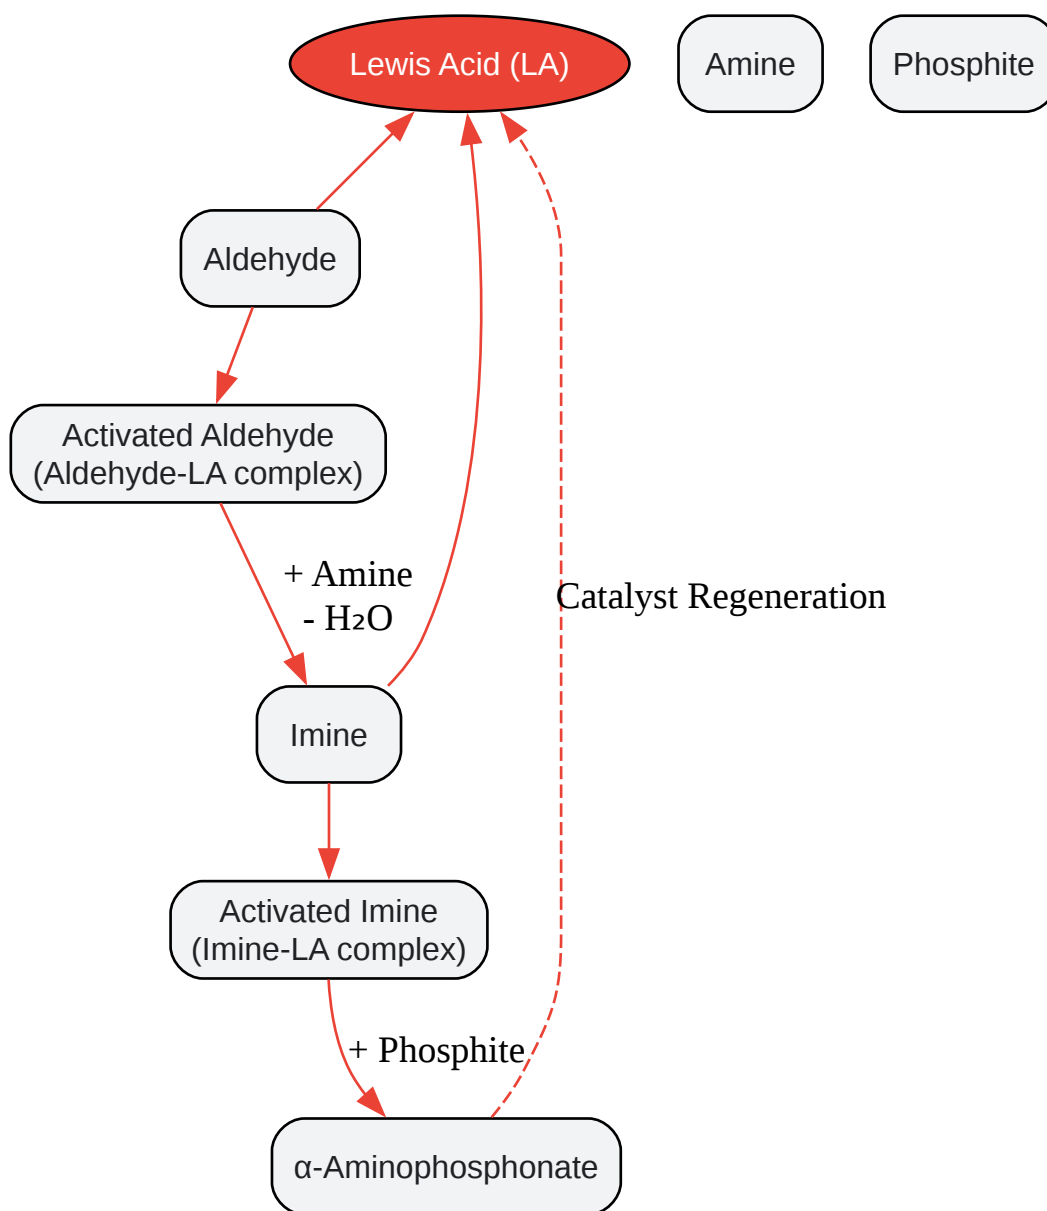 Lewis Acid (LA)
Amine
Phosphite
Aldehyde
Activated Aldehyde
(Aldehyde-LA complex)
+ Amine
- H₂O
Catalyst Regeneration
Imine
Activated Imine
(Imine-LA complex)
+ Phosphite
α-Aminophosphonate